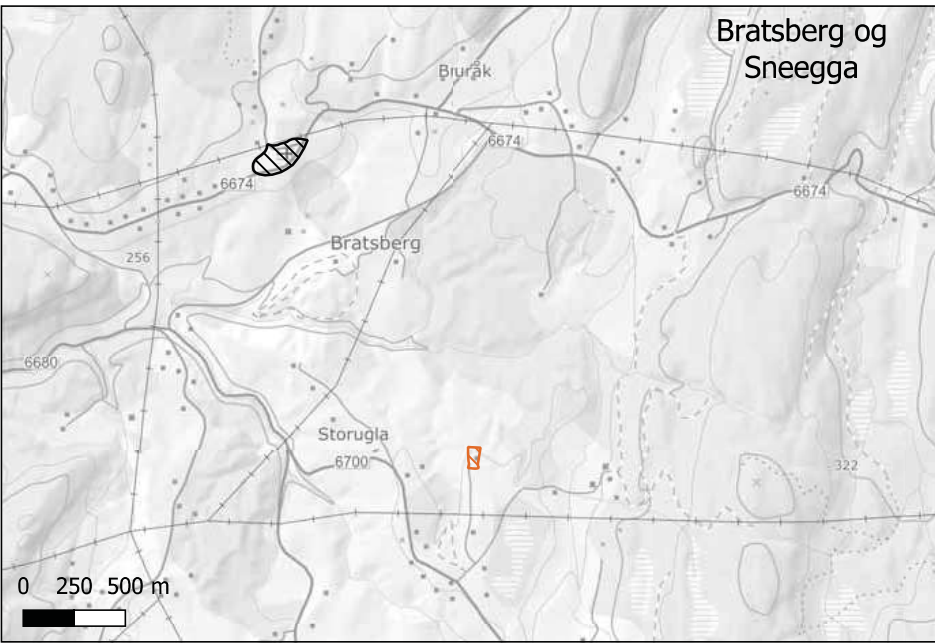 Bratsberg og
Sneegga
Bruråk
6674
6674
6674
Bratsberg
256
6680
Storugla
6700
322
0 250 500 m